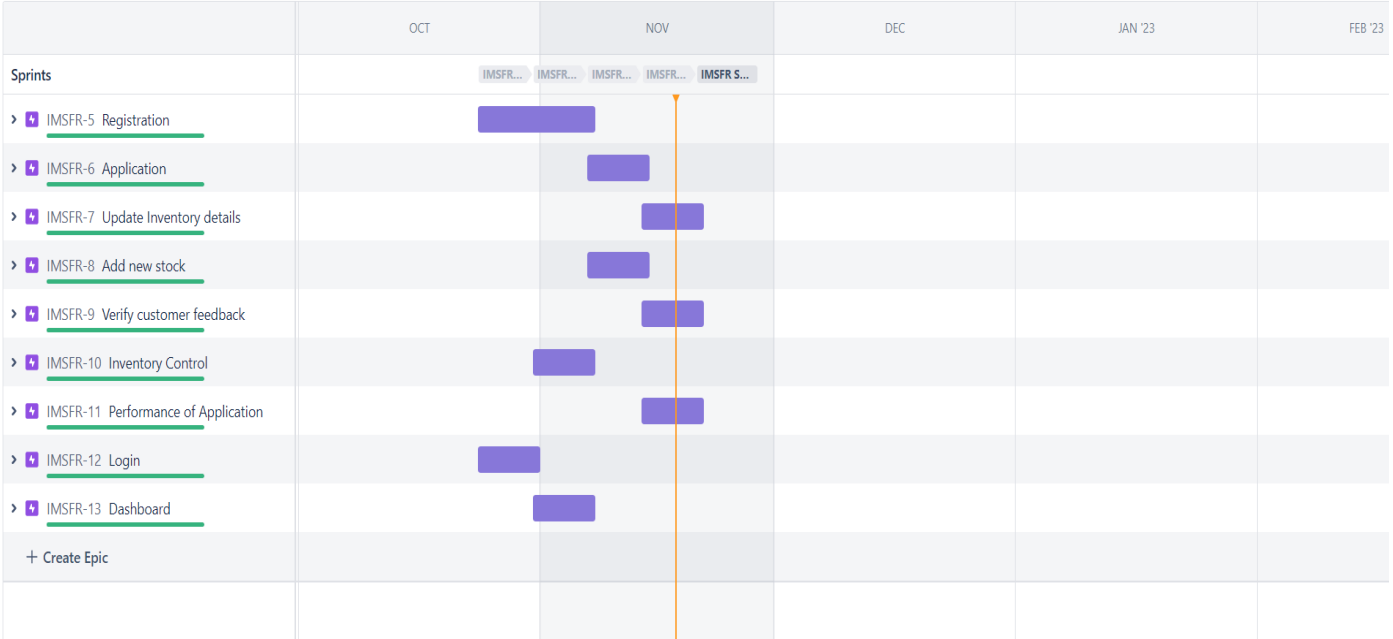 OCT NOV DEC JAN '23 FEB '23
Sprints IMSFR... IMSFR... IMSFR... IMSFR... IMSFR S...
IMSFR-5 Registration
IMSFR-6 Application
IMSFR-7 Update Inventory details
IMSFR-8 Add new stock
IMSFR-9 Verify customer feedback
IMSFR-10 Inventory Control
IMSFR-11 Performance of Application
IMSFR-12 Login
IMSFR-13 Dashboard
+ Create Epic